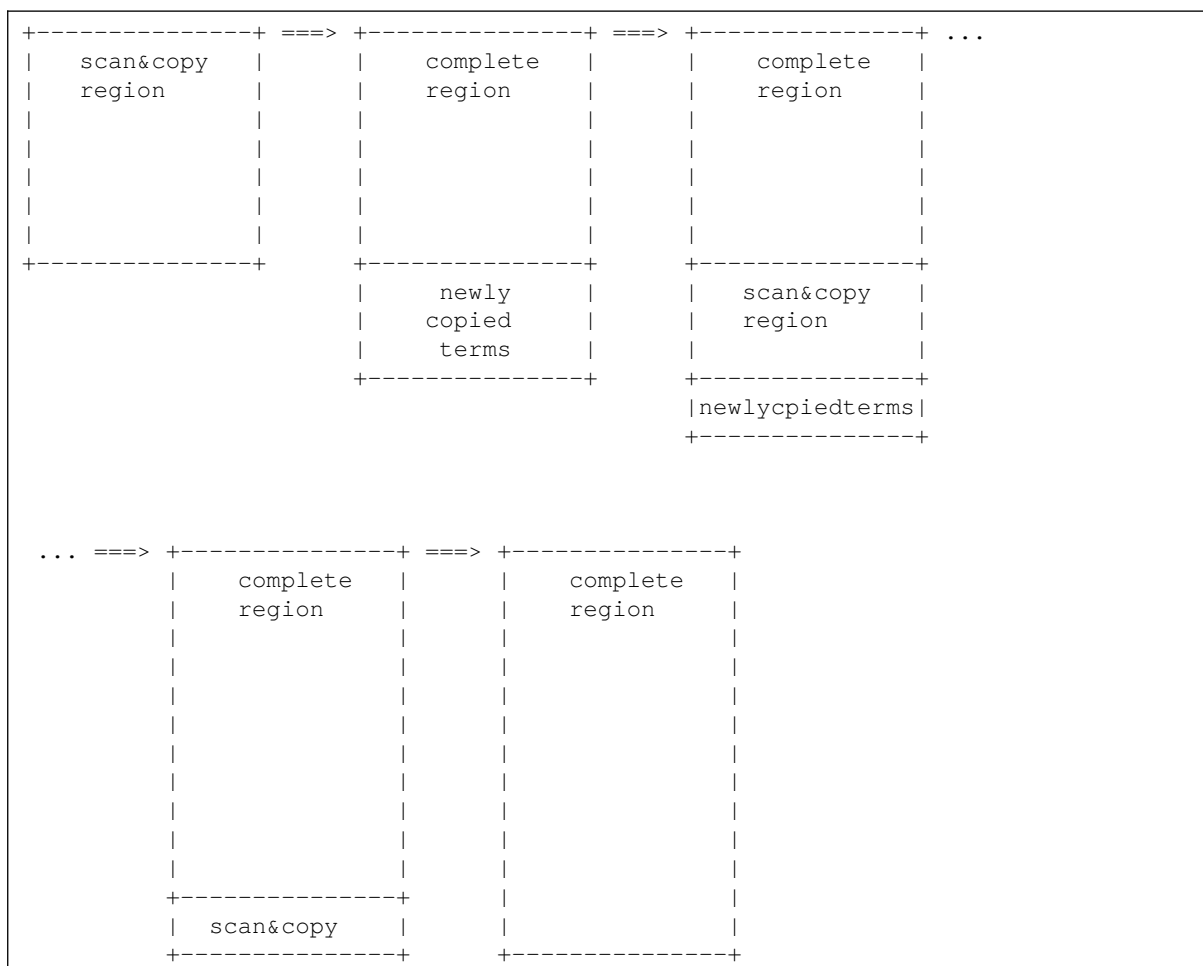 +---------------+ ===> +---------------+ ===> +---------------+ ...
|   scan&copy   |      |    complete   |      |    complete   |
|   region      |      |    region     |      |    region     |
|               |      |               |      |               |
|               |      |               |      |               |
|               |      |               |      |               |
|               |      |               |      |               |
|               |      |               |      |               |
+---------------+      +---------------+      +---------------+
                       |     newly     |      |   scan&copy   |
                       |    copied     |      |   region      |
                       |     terms     |      |               |
                       +---------------+      +---------------+
                                              |newlycpiedterms|
                                              +---------------+
... ===> +---------------+ ===> +---------------+
         |    complete   |      |    complete   |
         |    region     |      |    region     |
         |               |      |               |
         |               |      |               |
         |               |      |               |
         |               |      |               |
         |               |      |               |
         |               |      |               |
         |               |      |               |
         |               |      |               |
         |               |      |               |
         +---------------+      |               |
         |  scan&copy    |      |               |
         +---------------+      +---------------+